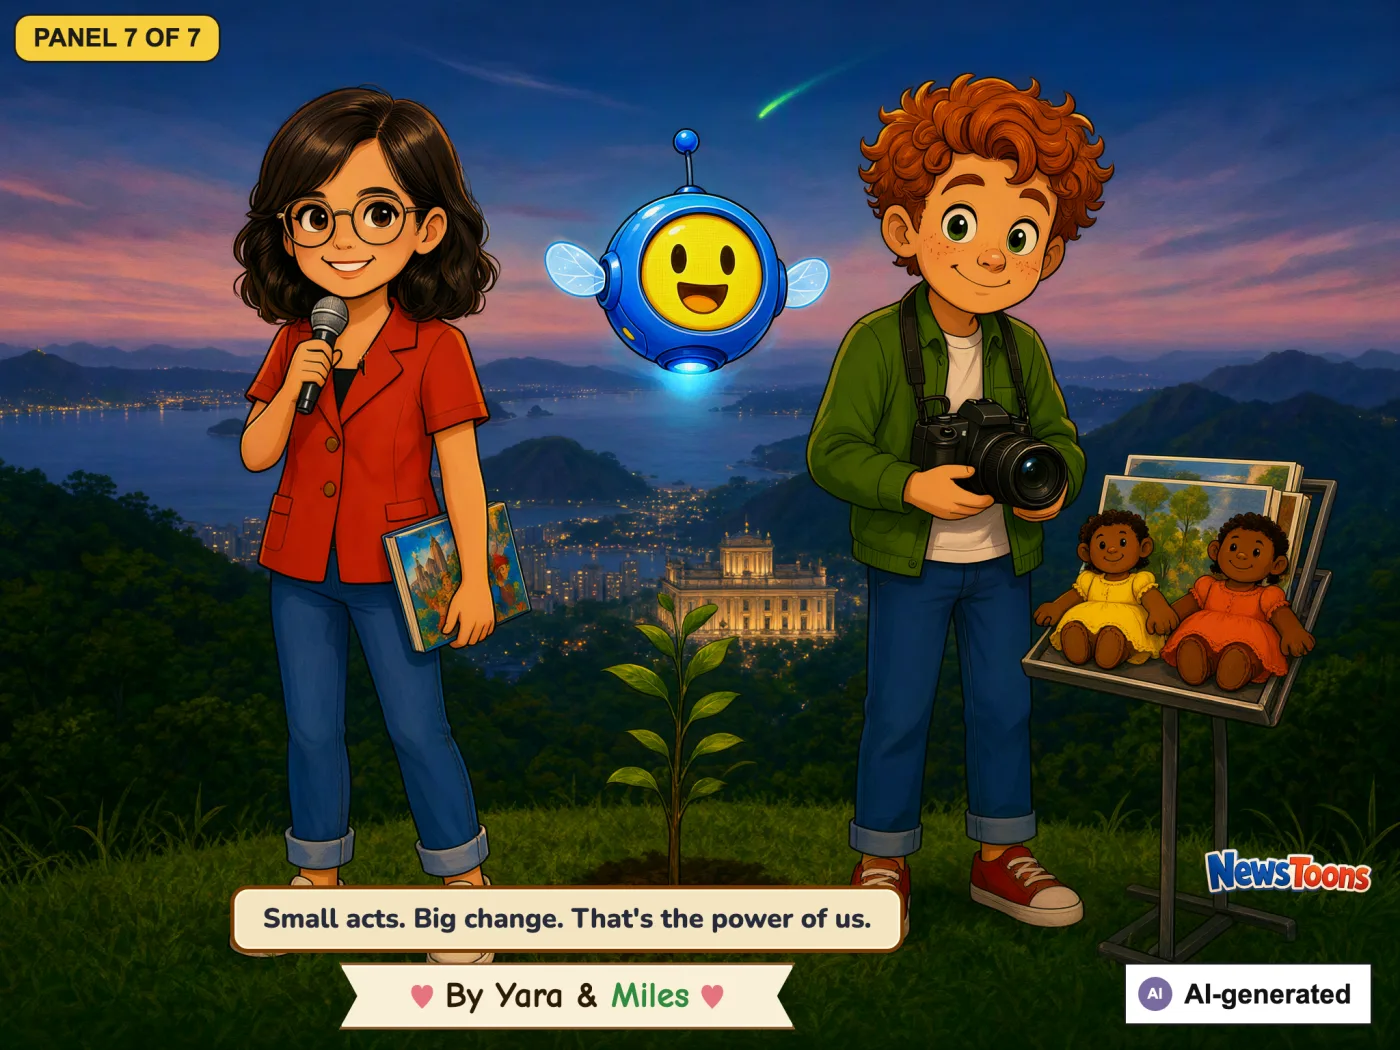 PANEL 7 OF 7
NewsToons
Small acts. Big change. That's the power of us.
By Yara & Miles
AI AI-generated